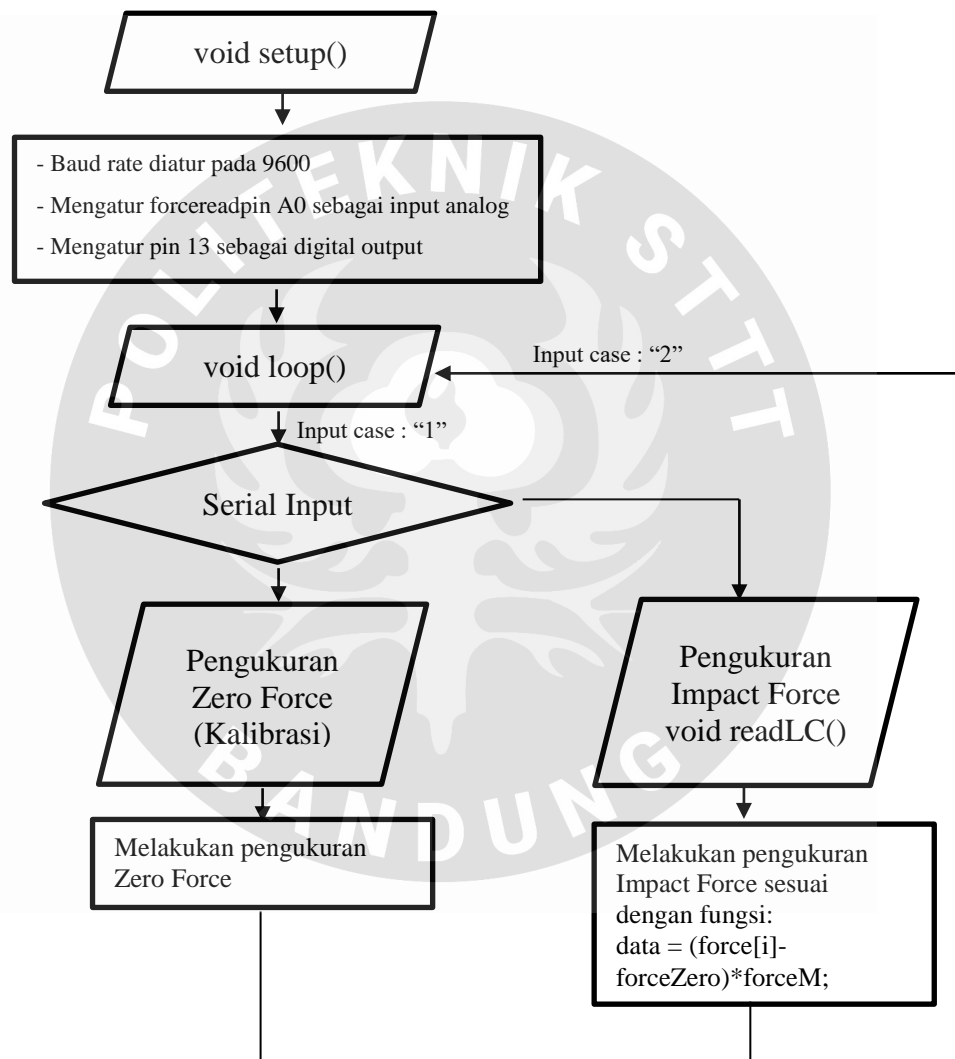 void setup()
- Baud rate diatur pada 9600
- Mengatur forcereadpin A0 sebagai input analog
- Mengatur pin 13 sebagai digital output
void loop()
Input case : “2”
Input case : “1”
Serial Input
Pengukuran
Zero Force
(Kalibrasi)
Pengukuran
Impact Force
void readLC()
Melakukan pengukuran
Zero Force
Melakukan pengukuran
Impact Force sesuai
dengan fungsi:
data = (force[i]-
forceZero)*forceM;
POLITEKNIK STTT
BANDUNG